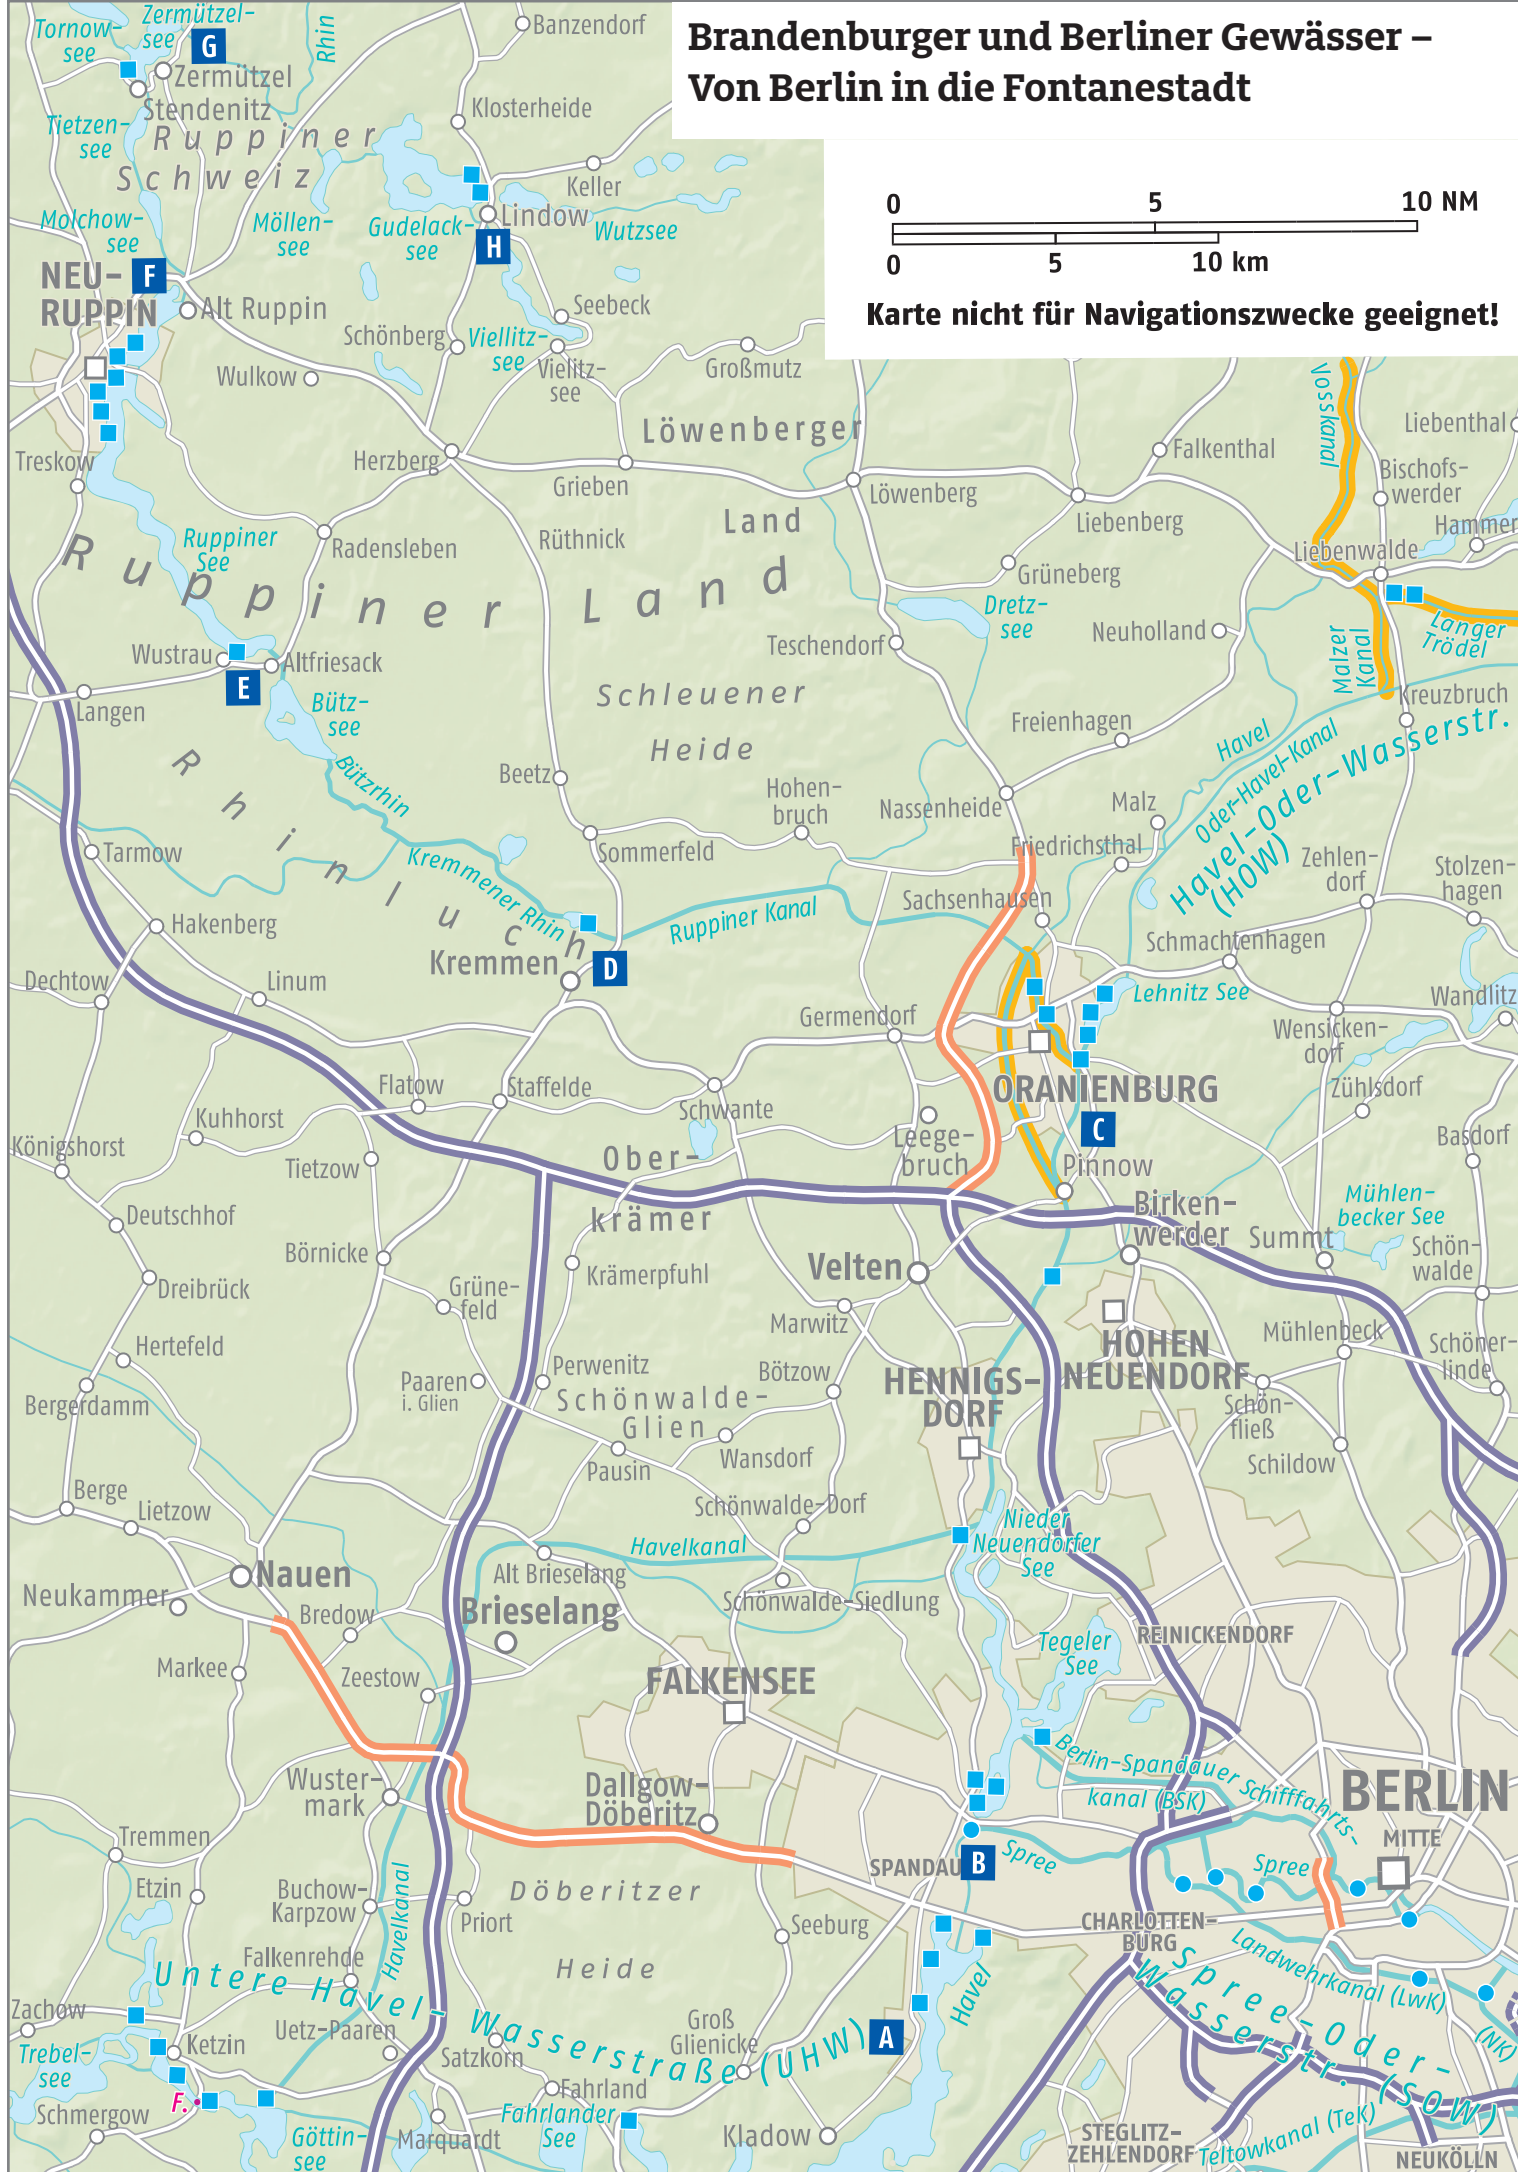 Brandenburger und Berliner Gewässer –
Von Berlin in die Fontanestadt
0 5 10 NM
0 5 10 km
Karte nicht für Navigationszwecke geeignet!
Tornow-
see
Zermützel-
see
G
Rhin
Banzendorf
Zermützel
Stendenitz
Klosterheide
Tietzen-
see
Ruppiner
Schweiz
Keller
Molchow-
see
Möllen-
see
Gudelack-
see
Lindow
Wutzsee
H
NEU-
RUPPIN
F
Alt Ruppin
Seebeck
Schönberg
Viellitz-
see
Vielitz-
see
Großmutz
Wulkow
Vosskanal
Liebenthal
Löwenberger
Land
Treskow
Herzberg
Grieben
Löwenberg
Falkenthal
Bischofs-
werder
Hammer
Liebenberg
Ruppiner
See
Radensleben
Rüthnick
Liebenwalde
Ruppiner Land
Grüneberg
Dretz-
see
Langer
Trödel
Wustrau
Altfriesack
E
Teschendorf
Neuholland
Malzer
Kanal
Kreuzbruch
Langen
Bütz-
see
Schleuener
Heide
Freienhagen
Havel
Oder-Havel-Kanal
Havel-Oder-Wasserstr.
(HOW)
Rhinluch
Bützrhin
Beetz
Hohen-
bruch
Nassenheide
Malz
Tarmow
Kremmener Rhin
Sommerfeld
Friedrichsthal
Zehlen-
dorf
Stolzen-
hagen
Hakenberg
Ruppiner Kanal
Sachsenhausen
Schmachtenhagen
Kremmen
D
Dechtow
Linum
Lehnitz See
Wandlitz
Germendorf
Wensicken-
dorf
Flatow
Staffelde
Schwante
ORANIENBURG
Zühlsdorf
Kuhhorst
C
Königshorst
Tietzow
Ober-
krämer
Leege-
bruch
Pinnow
Basdorf
Deutschhof
Birken-
werder
Mühlen-
becker See
Börnicke
Velten
Summt
Schön-
walde
Dreibrück
Grüne-
feld
Krämerpfuhl
Marwitz
HOHEN
NEUENDORF
Mühlenbeck
Hertefeld
Schöner-
linde
Bergerdamm
Paaren
i. Glien
Perwenitz
Bötzow
HENNIGS-
DORF
Schönwalde-
Glien
Schön-
fließ
Pausin
Wansdorf
Schildow
Berge
Lietzow
Schönwalde-Dorf
Nieder
Neuendorfer
See
Havelkanal
Nauen
Alt Brieselang
Neukammer
Brieselang
Schönwalde-Siedlung
Bredow
Tegeler
See
REINICKENDORF
Markee
Zeestow
FALKENSEE
Berlin-Spandauer Schifffahrts-
kanal (BSK)
Wuster-
mark
Dallgow-
Döberitz
BERLIN
Tremmen
SPANDAU
B
Spree
Spree
MITTE
Etzin
Buchow-
Karpzow
Havelkanal
Priort
Döberitzer
Heide
Seeburg
CHARLOTTEN-
BURG
Landwehrkanal (LwK)
Falkenrehde
Untere Havel-Wasserstraße (UHW)
Havel
Spree-Oder-
Wasserstr. (SOW)
Zachow
Ketzin
Uetz-Paaren
Satzkorn
Groß
Glienicke
A
(NK)
Trebel-
see
F.
Fahrland
Schmergow
Göttin-
see
Marquardt
Fahrlander
See
Kladow
STEGLITZ-
ZEHLENDORF
Teltowkanal (TeK)
NEUKÖLLN